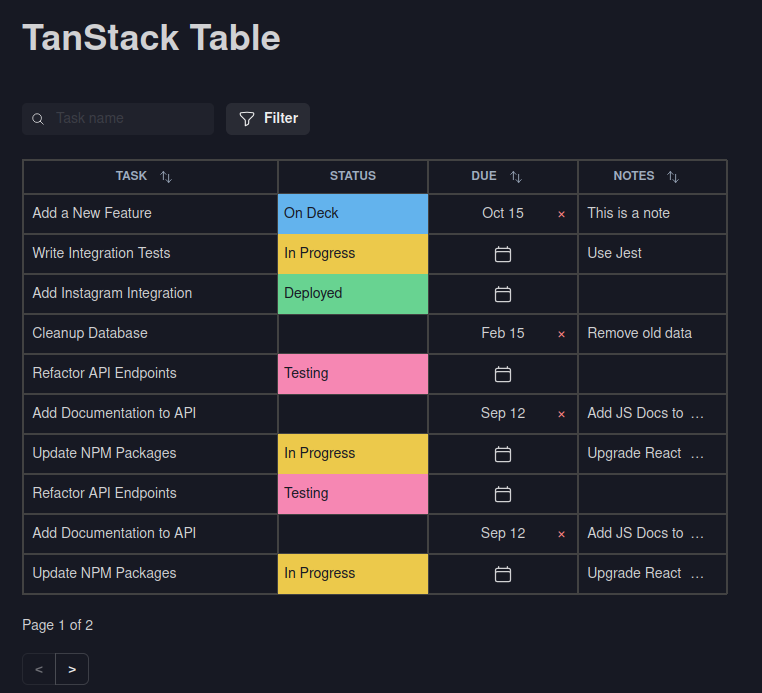 TanStack Table
Task name
Filter
TASK STATUS DUE NOTES
Add a New Feature On Deck Oct 15 × This is a note
Write Integration Tests In Progress Use Jest
Add Instagram Integration Deployed
Cleanup Database Feb 15 × Remove old data
Refactor API Endpoints Testing
Add Documentation to API Sep 12 × Add JS Docs to ...
Update NPM Packages In Progress Upgrade React ...
Refactor API Endpoints Testing
Add Documentation to API Sep 12 × Add JS Docs to ...
Update NPM Packages In Progress Upgrade React ...
Page 1 of 2
< >